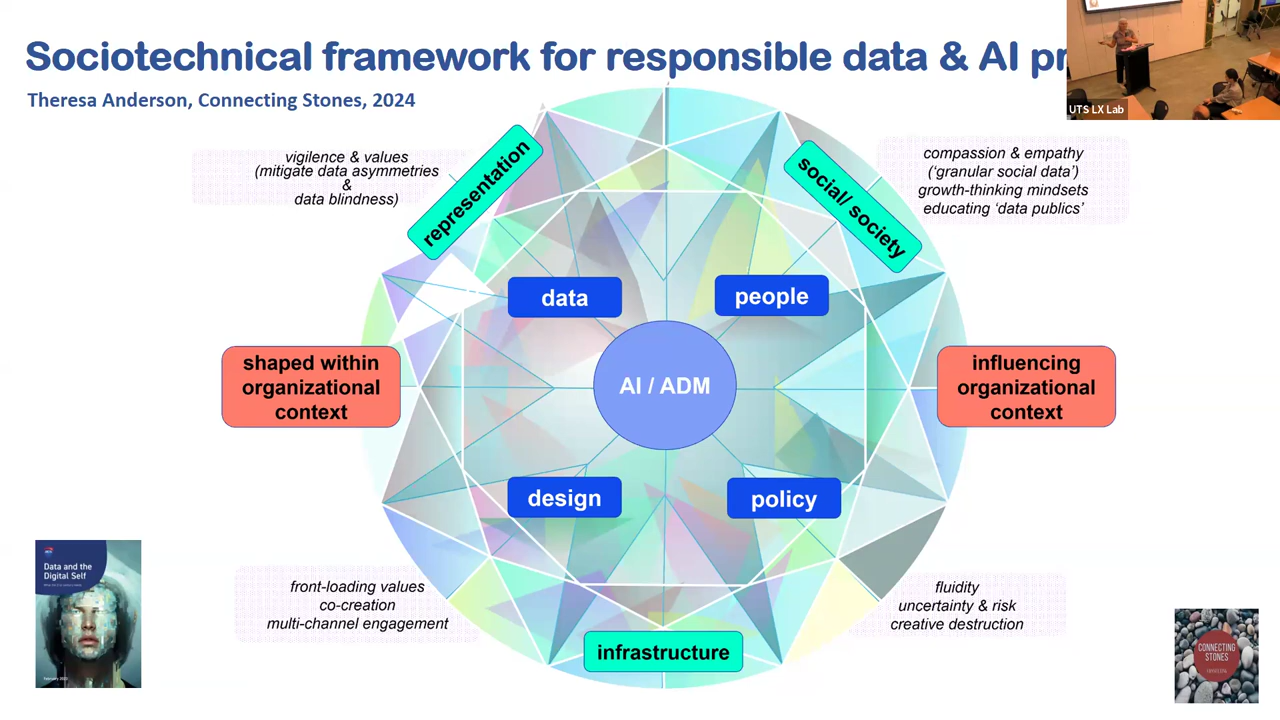 Sociotechnical framework for responsible data & AI pr
Theresa Anderson, Connecting Stones, 2024
UTS LX Lab
vigilence & values
(mitigate data asymmetries
&
data blindness)
representation
social/ society
compassion & empathy
(‘granular social data’)
growth-thinking mindsets
educating ‘data publics’
data
people
shaped within
organizational
context
AI / ADM
influencing
organizational
context
design
policy
Data and the
Digital Self
front-loading values
co-creation
multi-channel engagement
fluidity
uncertainty & risk
creative destruction
infrastructure
CONNECTING
STONES
February 2023